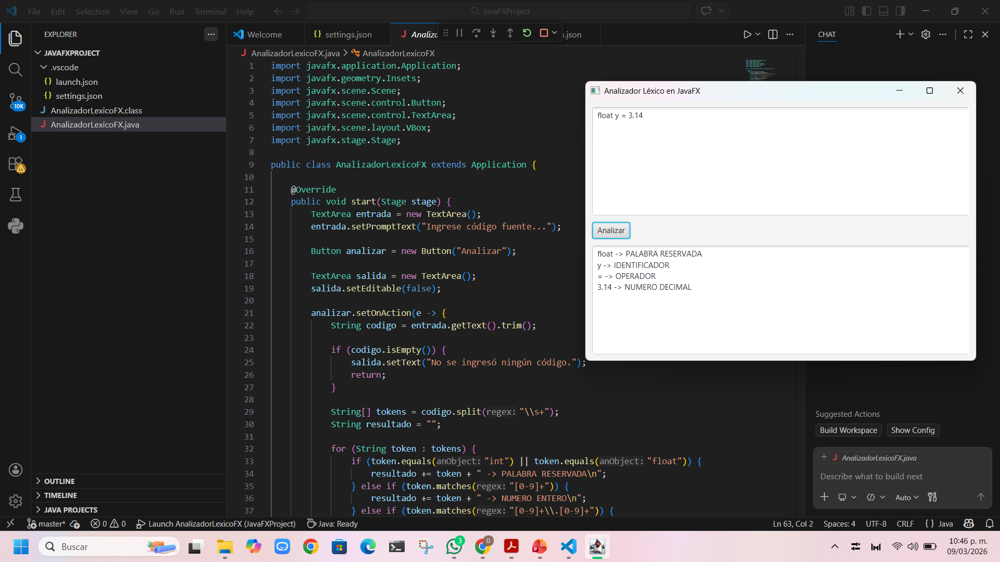 File Edit Selection View Go Run Terminal Help
JavaFXProject
EXPLORER
JAVAFXPROJECT
.vscode
launch.json
settings.json
AnalizadorLexicoFX.class
AnalizadorLexicoFX.java
10K
1
OUTLINE
TIMELINE
JAVA PROJECTS
Welcome
settings.json
.json
AnalizadorLexicoFX.java > AnalizadorLexicoFX
1 import javafx.application.Application;
2 import javafx.geometry.Insets;
3 import javafx.scene.Scene;
4 import javafx.scene.control.Button;
5 import javafx.scene.control.TextArea;
6 import javafx.scene.layout.VBox;
7 import javafx.stage.Stage;
8
9 public class AnalizadorLexicoFX extends Application {
10
11 @Override
12 public void start(Stage stage) {
13 TextArea entrada = new TextArea();
14 entrada.setPromptText("Ingrese código fuente...");
15
16 Button analizar = new Button("Analizar");
17
18 TextArea salida = new TextArea();
19 salida.setEditable(false);
20
21 analizar.setOnAction(e -> {
22 String codigo = entrada.getText().trim();
23
24 if (codigo.isEmpty()) {
25 salida.setText("No se ingresó ningún código.");
26 return;
27 }
28
29 String[] tokens = codigo.split(regex: "\\s+");
30 String resultado = "";
31
32 for (String token : tokens) {
33 if (token.equals(anObject: "int") || token.equals(anObject: "float")) {
34 resultado += token + " -> PALABRA RESERVADA\n";
35 } else if (token.matches(regex: "[0-9]+")) {
36 resultado += token + " -> NUMERO ENTERO\n";
37 } else if (token.matches(regex: "[0-9]+\\.[0-9]+")) {
Analizador Léxico en JavaFX
float y = 3.14
Analizar
float -> PALABRA RESERVADA
y -> IDENTIFICADOR
= -> OPERADOR
3.14 -> NUMERO DECIMAL
CHAT
Suggested Actions
Build Workspace Show Config
AnalizadorLexicoFX.java
Describe what to build next
Auto
master* 0 0 Launch AnalizadorLexicoFX (JavaFXProject) Java: Ready
Ln 63, Col 2 Spaces: 4 UTF-8 CRLF { } Java
Buscar
3
D
10:46 p. m.
09/03/2026